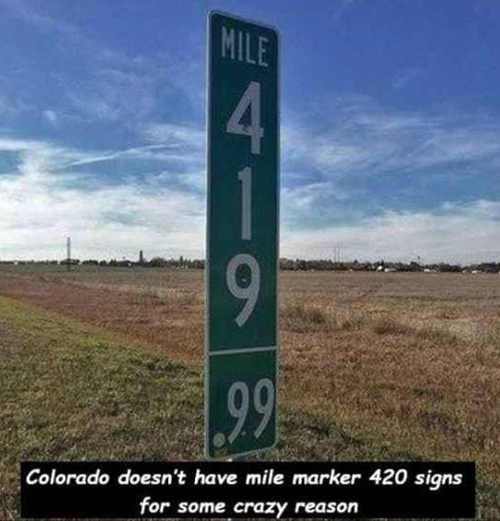 MILE
4
1
9
.99
Colorado doesn't have mile marker 420 signs
for some crazy reason